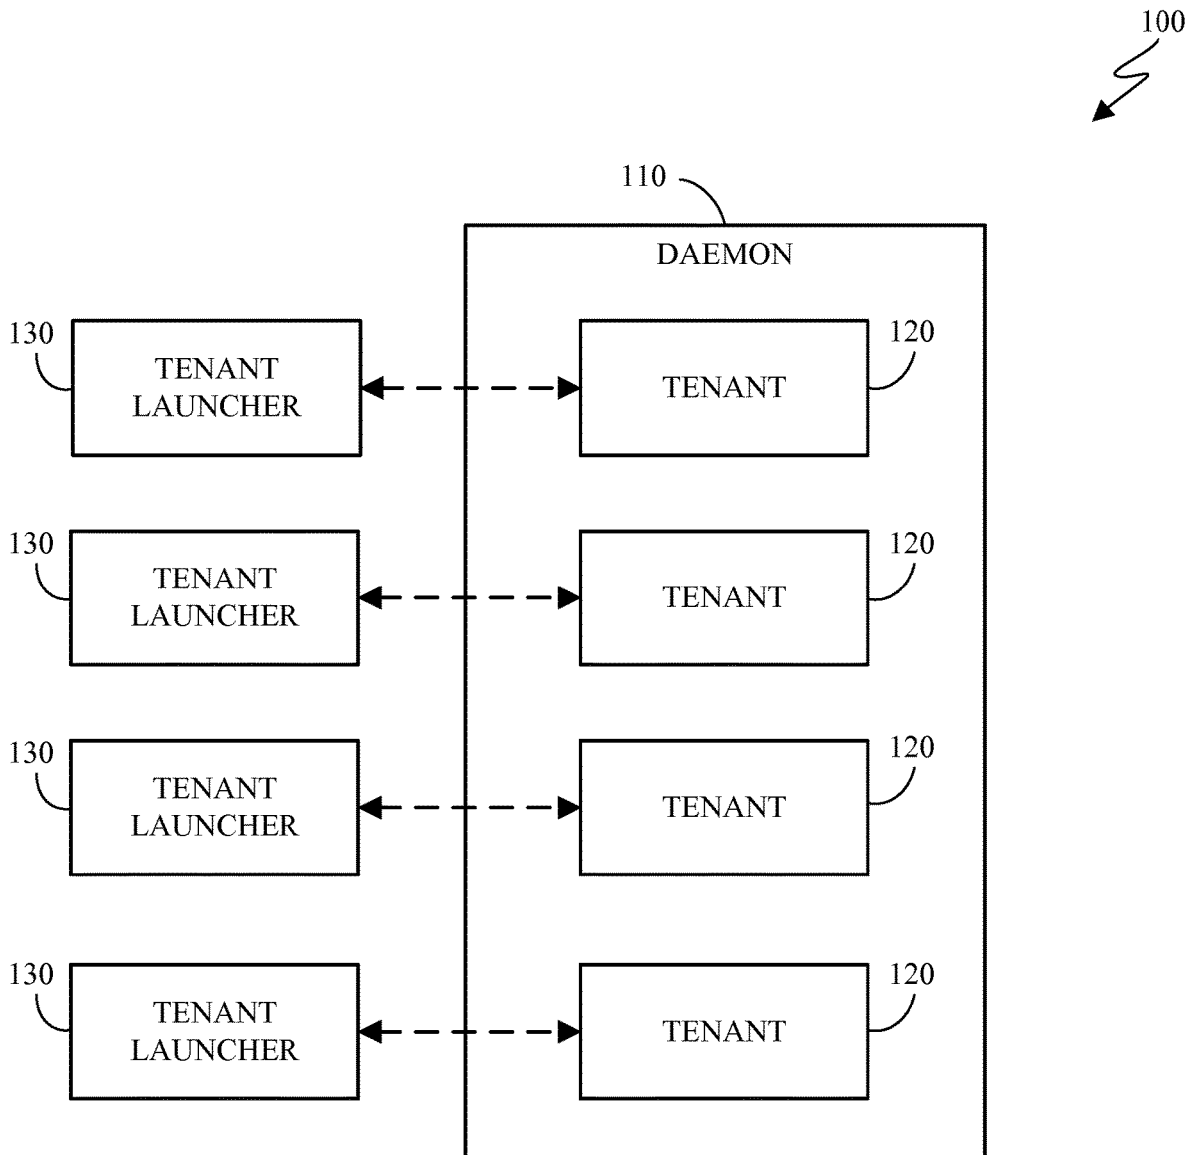 100
110
DAEMON
130
TENANT
LAUNCHER
TENANT
120
130
TENANT
LAUNCHER
TENANT
120
130
TENANT
LAUNCHER
TENANT
120
130
TENANT
LAUNCHER
TENANT
120